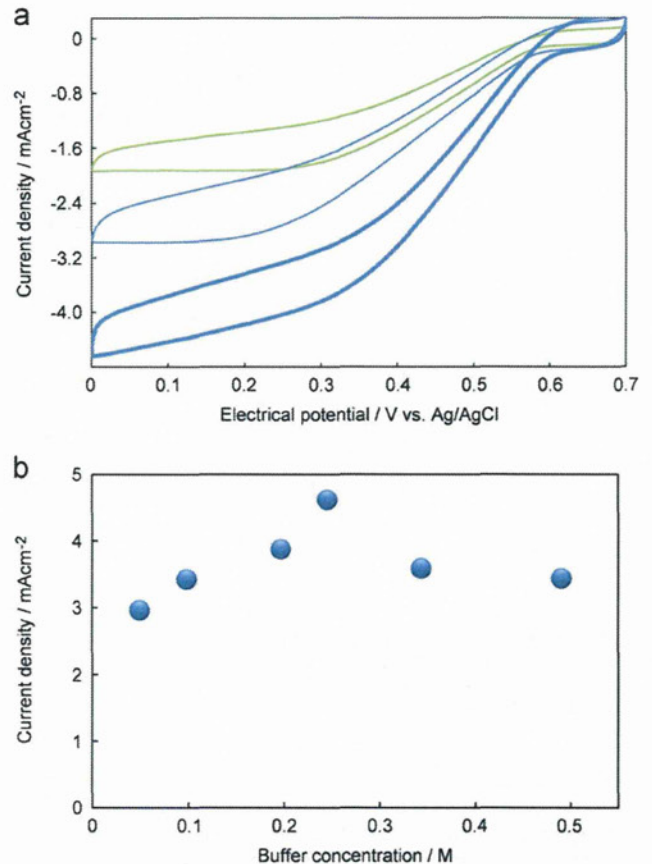 a
0
-0.8
-1.6
-2.4
-3.2
-4.0
Current density / mAcm-2
0 0.1 0.2 0.3 0.4 0.5 0.6 0.7
Electrical potential / V vs. Ag/AgCl
b
5
4
3
2
1
0
Current density / mAcm-2
0 0.1 0.2 0.3 0.4 0.5
Buffer concentration / M